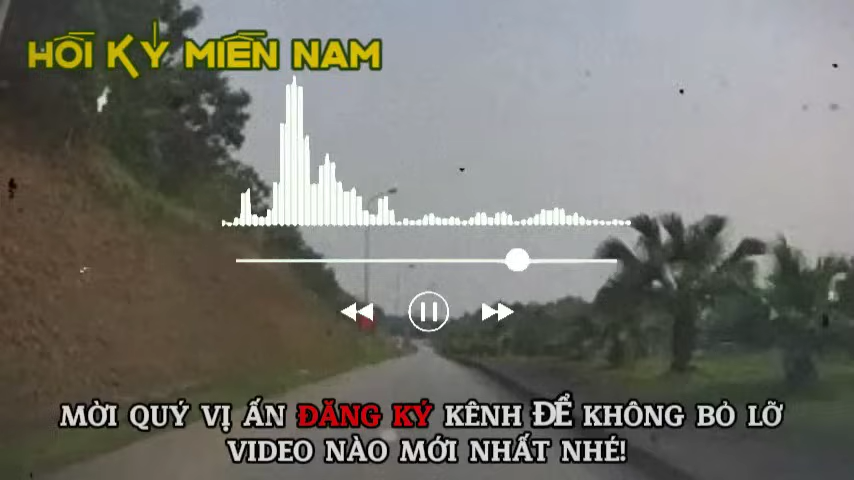 HỒI KÝ MIỀN NAM
MỜI QUÝ VỊ ẤN ĐĂNG KÝ KÊNH ĐỂ KHÔNG BỎ LỠ
VIDEO NÀO MỚI NHẤT NHÉ!